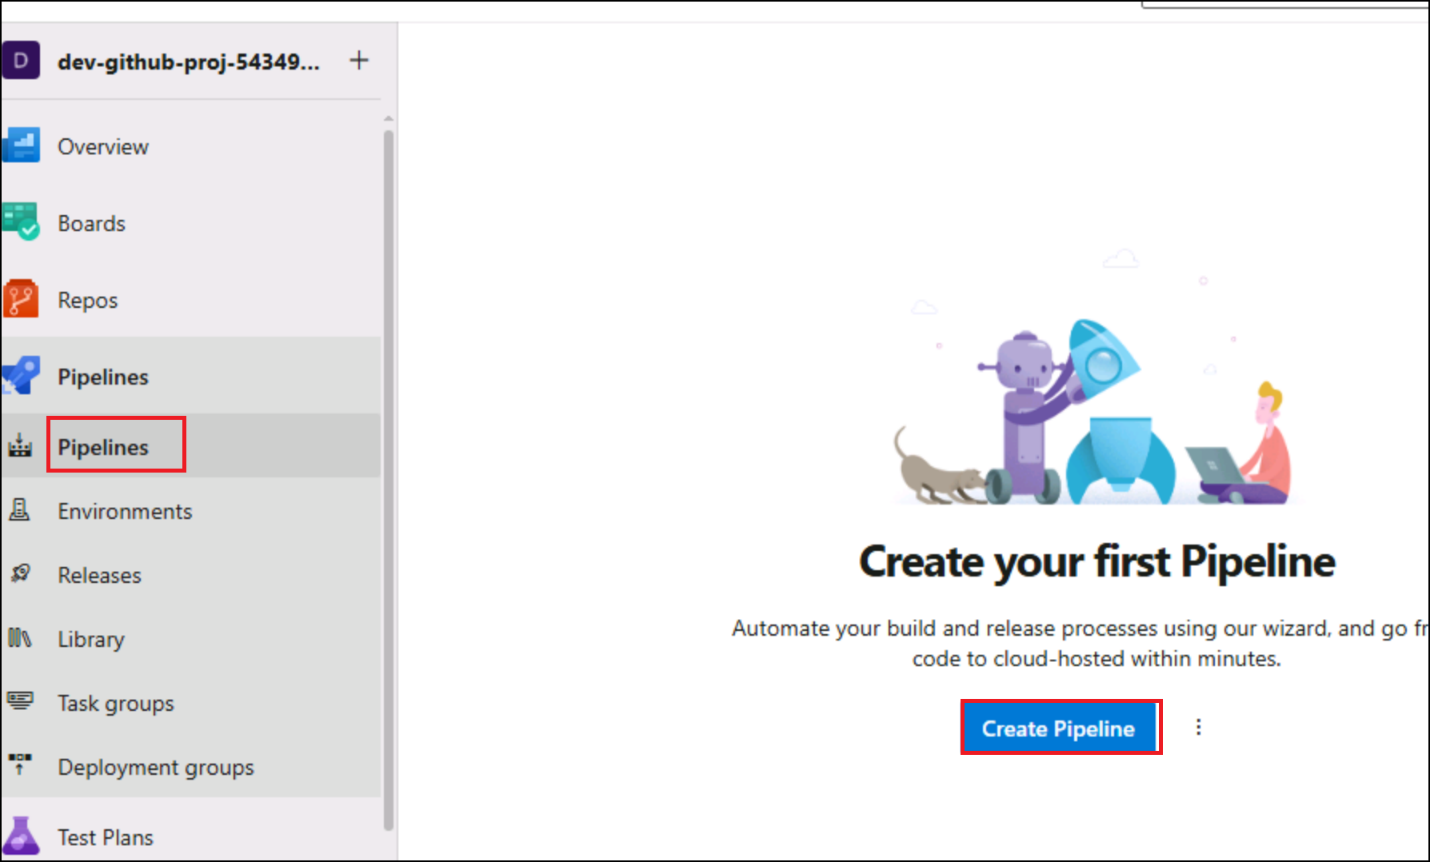 D
dev-github-proj-54349...
Overview
Boards
Repos
Pipelines
Pipelines
Environments
Releases
Library
Task groups
Deployment groups
Test Plans
Create your first Pipeline
Automate your build and release processes using our wizard, and go
code to cloud-hosted within minutes.
Create Pipeline